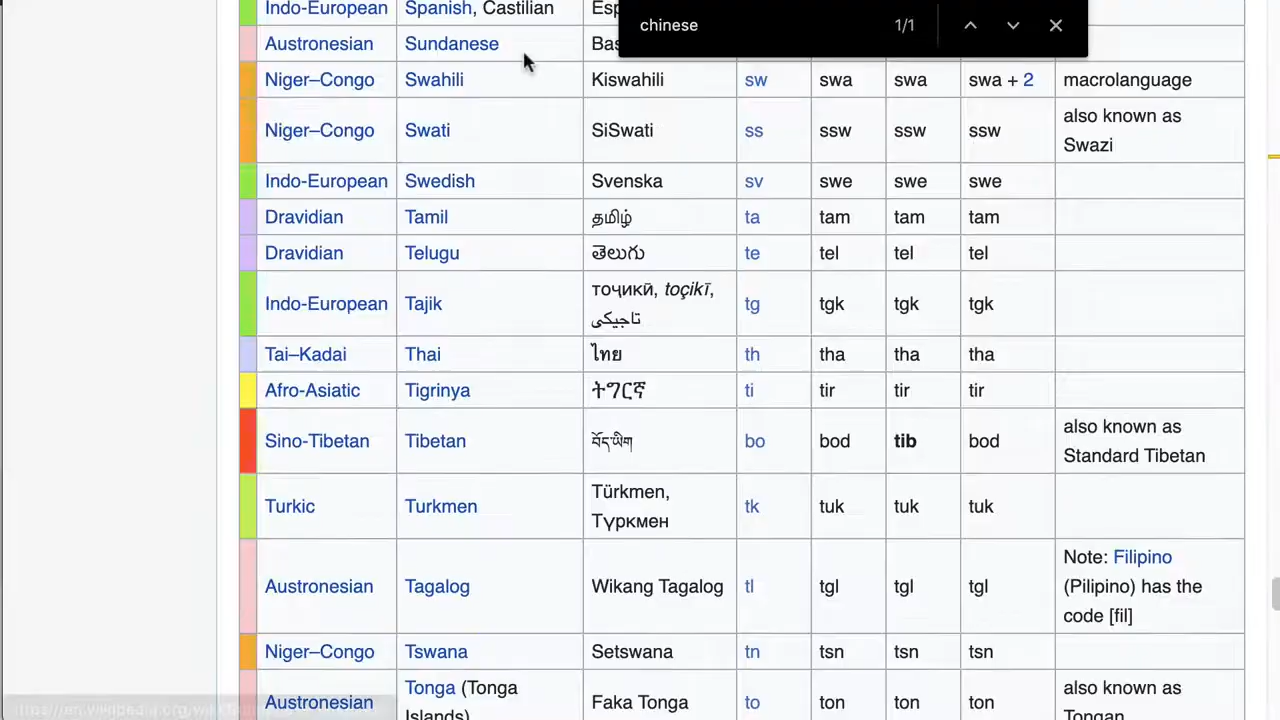 Indo-European Spanish, Castilian Esp
chinese 1/1
Austronesian Sundanese Bas
Niger–Congo Swahili Kiswahili sw swa swa swa + 2 macrolanguage
Niger–Congo Swati SiSwati ss ssw ssw ssw also known as
Swazi
Indo-European Swedish Svenska sv swe swe swe
Dravidian Tamil தமிழ் ta tam tam tam
Dravidian Telugu తెలుగు te tel tel tel
Indo-European Tajik тоҷикӣ, toçikī, tg tgk tgk tgk
تاجیکی
Tai–Kadai Thai ไทย th tha tha tha
Afro-Asiatic Tigrinya ትግርኛ ti tir tir tir
Sino-Tibetan Tibetan བོད་ཡིག bo bod tib bod also known as
Standard Tibetan
Turkic Turkmen Türkmen, tk tuk tuk tuk
Түркмен
Austronesian Tagalog Wikang Tagalog tl tgl tgl tgl Note: Filipino
(Pilipino) has the
code [fil]
Niger–Congo Tswana Setswana tn tsn tsn tsn
Austronesian Tonga (Tonga Faka Tonga to ton ton ton also known as
Islands) Tongan